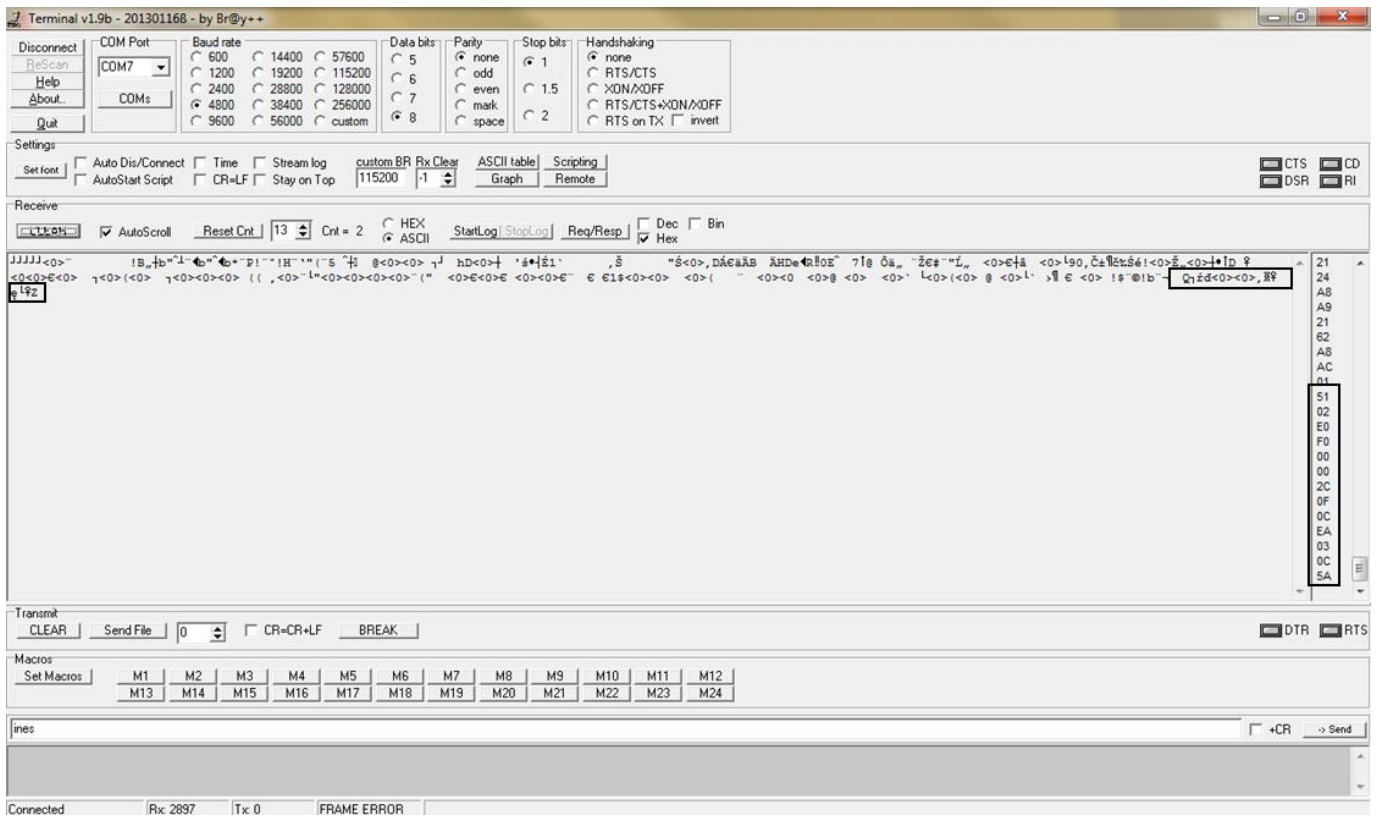 Terminal v1.9b - 20130116ß - by Br@y++
Disconnect
ReScan
Help
About..
Quit
COM Port
COM7
COMs
Baud rate
600 14400 57600
1200 19200 115200
2400 28800 128000
4800 38400 256000
9600 56000 custom
Data bits
5
6
7
8
Parity
none
odd
even
mark
space
Stop bits
1
1.5
2
Handshaking
none
RTS/CTS
XON/XOFF
RTS/CTS+XON/XOFF
RTS on TX invert
Settings
Set font
Auto Dis/Connect Time Stream log
AutoStart Script CR=LF Stay on Top
custom BR Rx Clear
115200 -1
ASCII table Scripting
Graph Remote
CTS CD
DSR RI
Receive
AutoScroll Reset Cnt 13 Cnt = 2
HEX
ASCII
StartLog StopLog Req/Resp
Dec Bin
Hex
21
24
A8
A9
21
62
A8
AC
01
51
02
E0
F0
00
00
2C
0F
0C
EA
03
0C
5A
Transmit
CLEAR Send File 0 CR=CR+LF BREAK
DTR RTS
Macros
Set Macros
M1 M2 M3 M4 M5 M6 M7 M8 M9 M10 M11 M12
M13 M14 M15 M16 M17 M18 M19 M20 M21 M22 M23 M24
ines
+CR -> Send
Connected Rx: 2897 Tx: 0 FRAME ERROR